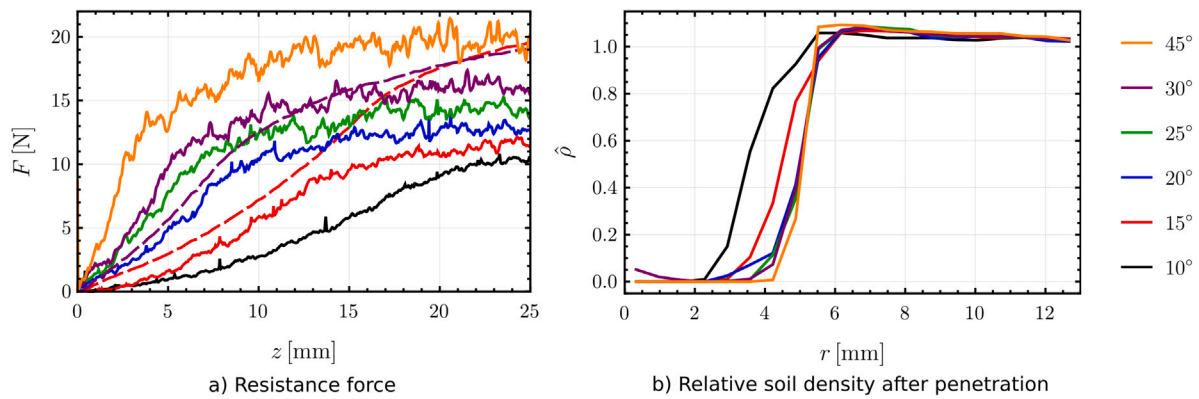 20
15
10
5
0
F [N]
0 5 10 15 20 25
z [mm]
a) Resistance force
1.0
0.8
0.6
0.4
0.2
0.0
ρ̂
0 2 4 6 8 10 12
r [mm]
b) Relative soil density after penetration
45°
30°
25°
20°
15°
10°